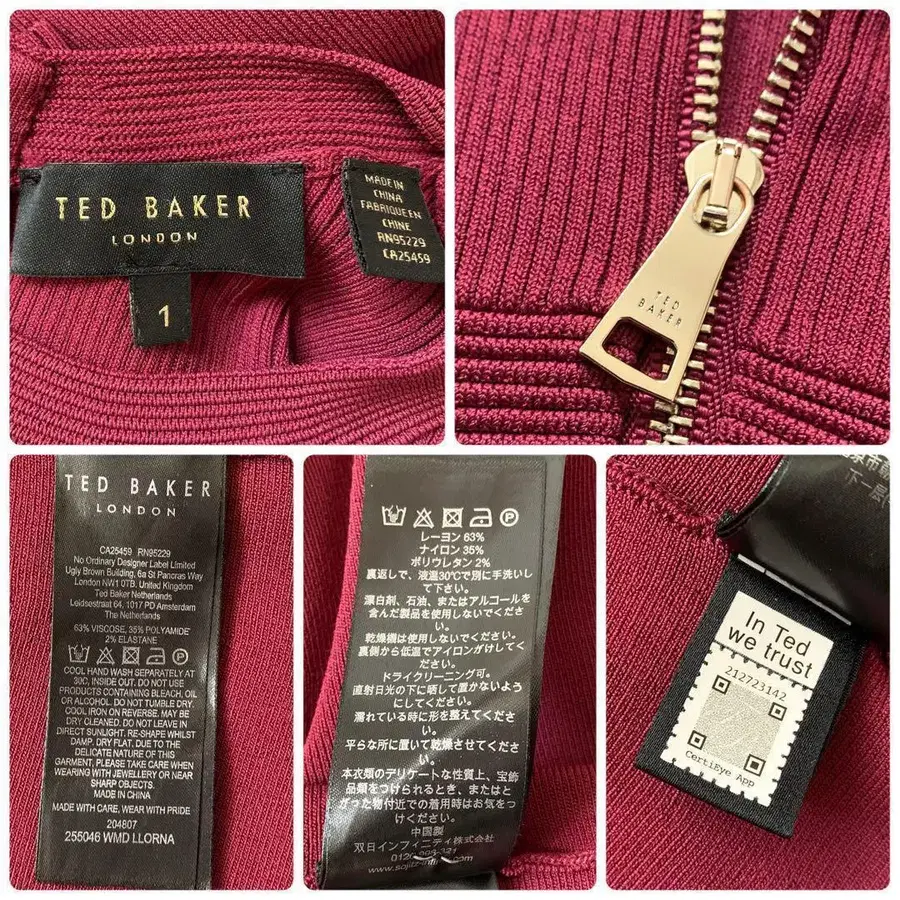 TED BAKER
LONDON
1
MADE IN
CHINA
FABRIQUE EN
CHINE
RN95229
CA25459
TED
BAKER
TED BAKER
LONDON
CA25459 RN95229
No Ordinary Designer Label Limited
Ugly Brown Building, 6a St Pancras Way
London NW1 0TB, United Kingdom
Ted Baker Netherlands
Leidsestraat 64, 1017 PD Amsterdam
The Netherlands
63% VISCOSE, 35% POLYAMIDE
2% ELASTANE
COOL HAND WASH SEPARATELY AT
30C, INSIDE OUT. DO NOT USE
PRODUCTS CONTAINING BLEACH, OIL
OR ALCOHOL. DO NOT TUMBLE DRY.
COOL IRON ON REVERSE. MAY BE
DRY CLEANED. DO NOT LEAVE IN
DIRECT SUNLIGHT. RE-SHAPE WHILST
DAMP. DRY FLAT. DUE TO THE
DELICATE NATURE OF THIS
GARMENT, PLEASE TAKE CARE WHEN
WEARING WITH JEWELLERY OR NEAR
SHARP OBJECTS.
MADE IN CHINA
MADE WITH CARE, WEAR WITH PRIDE
204807
255046 WMD LLORNA
レーヨン 63%
ナイロン 35%
ポリウレタン 2%
裏返しで、液温30℃で別に手洗いし
て下さい。
漂白剤、石油、またはアルコールを
含んだ製品を使用しないでくださ
い。
乾燥機は使用しないでください。
裏側から低温でアイロンがけしてく
ださい。
ドライクリーニング可。
直射日光の下に晒して置かないよう
にしてください。
濡れている時に形を整えてくださ
い。
平らな所に置いて乾燥させてくださ
い。
本衣類のデリケートな性質上、宝飾
品類をつけられるとき、またはと
がった物付近での着用時はお気をつ
けください。
中国製
双日インフィニティ株式会社
In Ted
we trust
212723142
CertiEye App